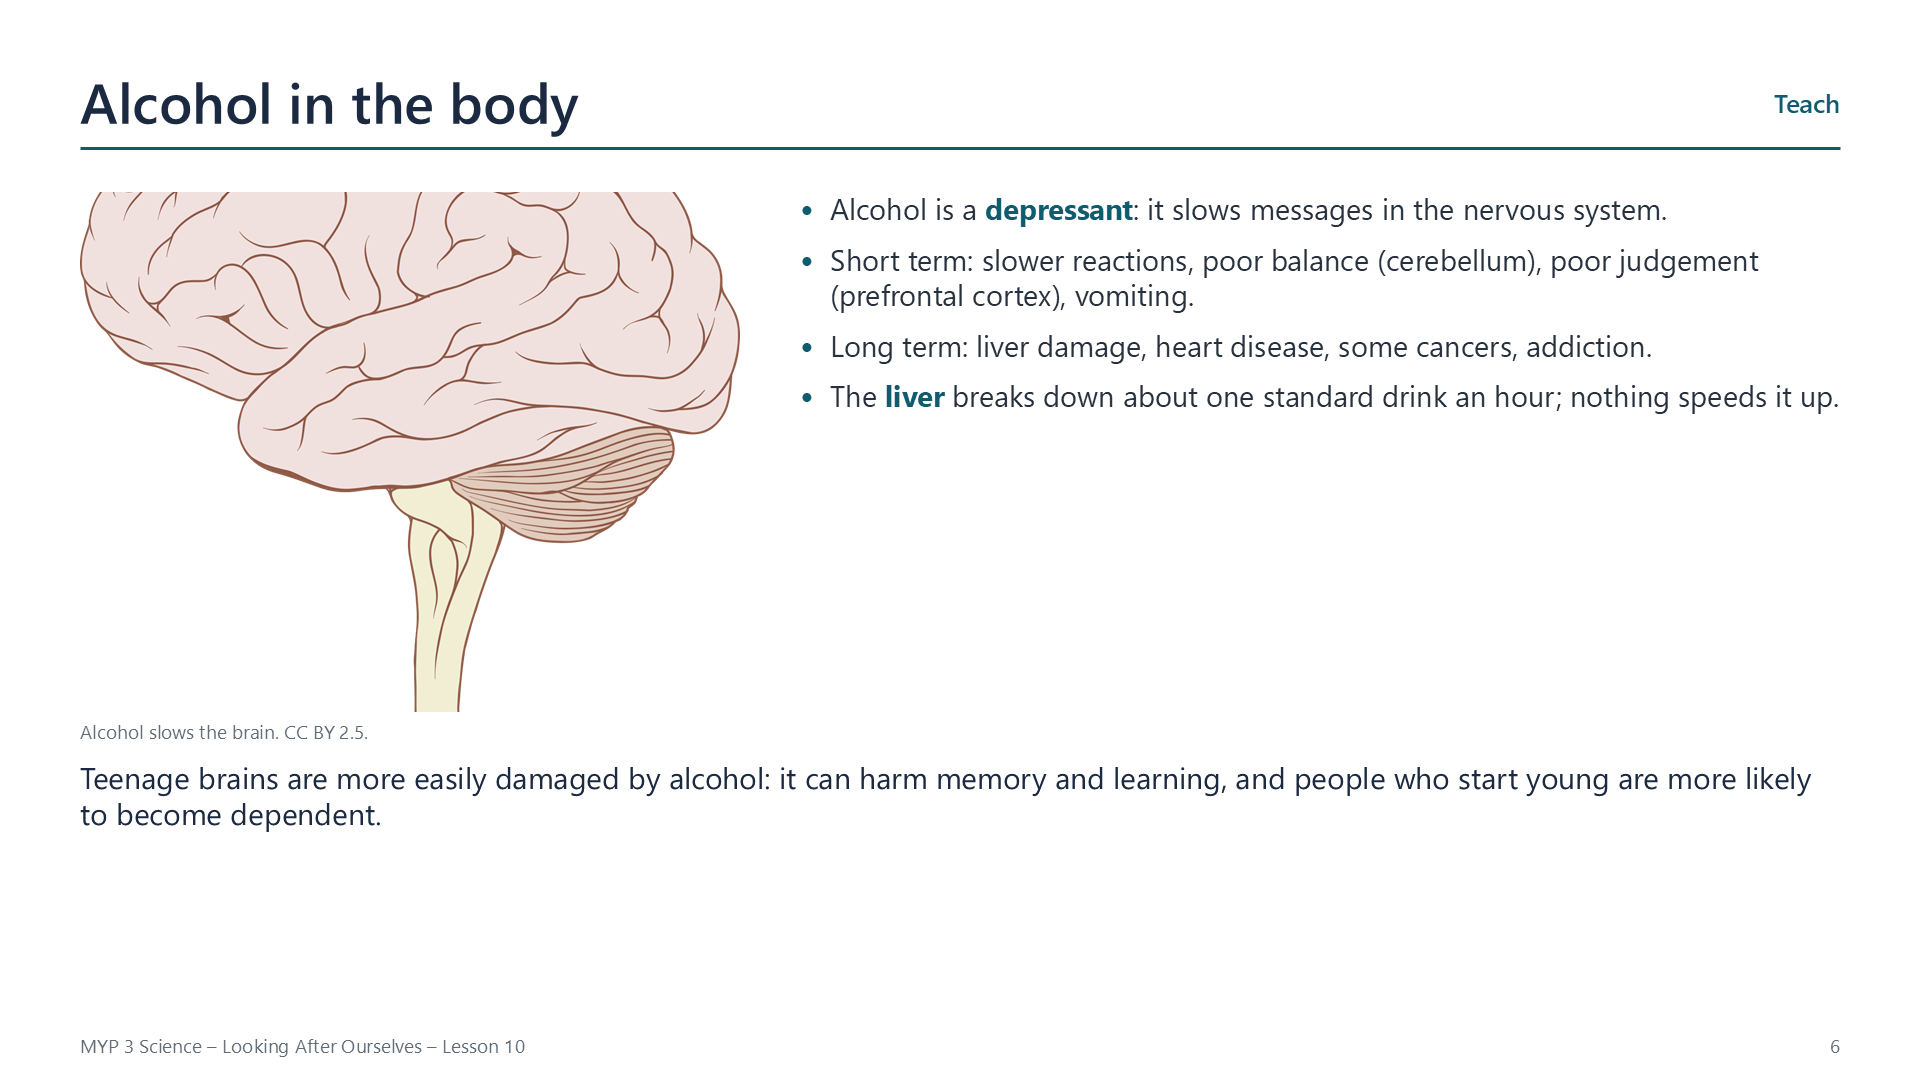 Alcohol in the body
Teach
• Alcohol is a depressant: it slows messages in the nervous system.
• Short term: slower reactions, poor balance (cerebellum), poor judgement
(prefrontal cortex), vomiting.
• Long term: liver damage, heart disease, some cancers, addiction.
• The liver breaks down about one standard drink an hour; nothing speeds it up.
Alcohol slows the brain. CC BY 2.5.
Teenage brains are more easily damaged by alcohol: it can harm memory and learning, and people who start young are more likely
to become dependent.
MYP 3 Science – Looking After Ourselves – Lesson 10
6